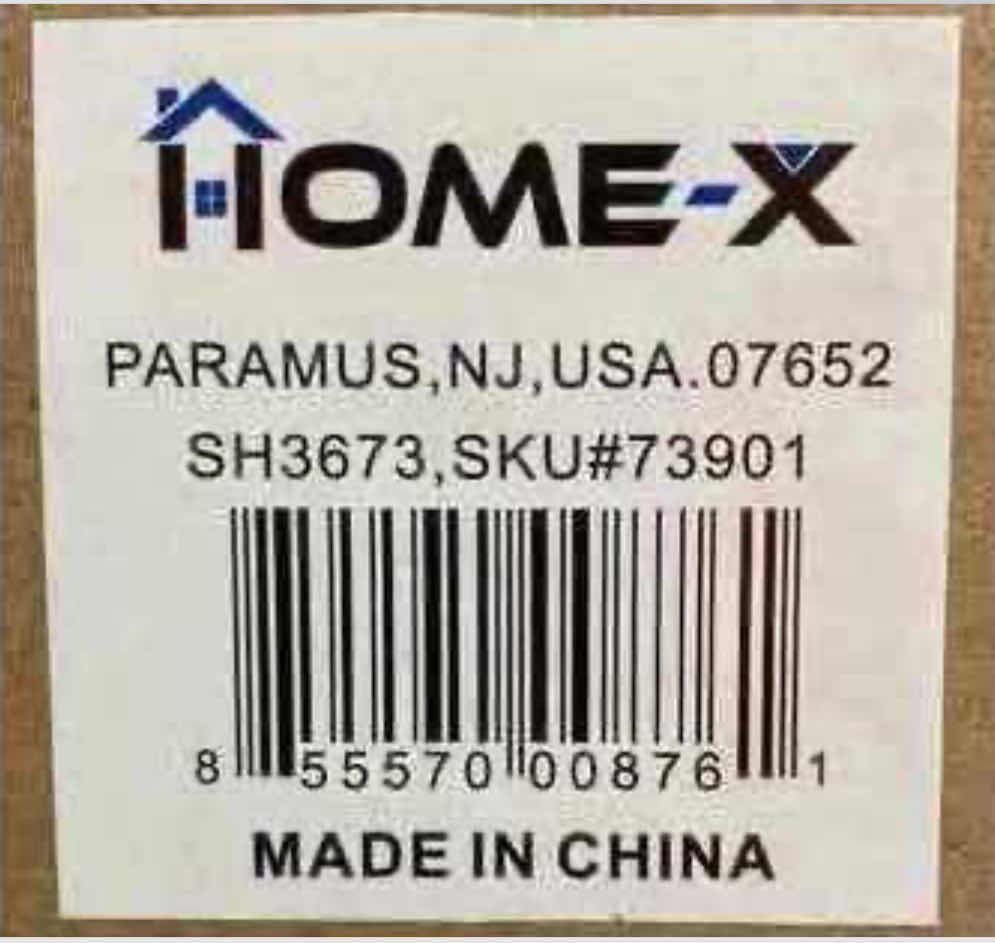 HOME-X
PARAMUS,NJ,USA.07652
SH3673,SKU#73901
8 55570 00876 1
MADE IN CHINA